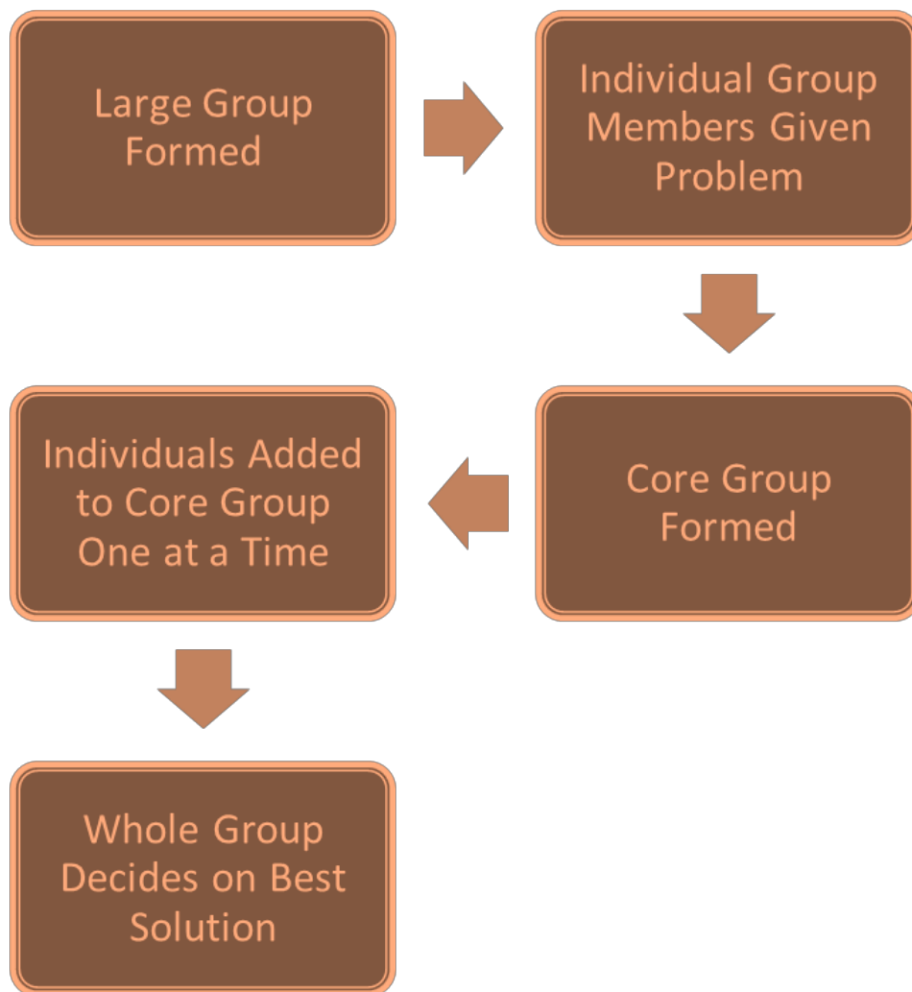 Large Group
Formed
Individual Group
Members Given
Problem
Core Group
Formed
Individuals Added
to Core Group
One at a Time
Whole Group
Decides on Best
Solution